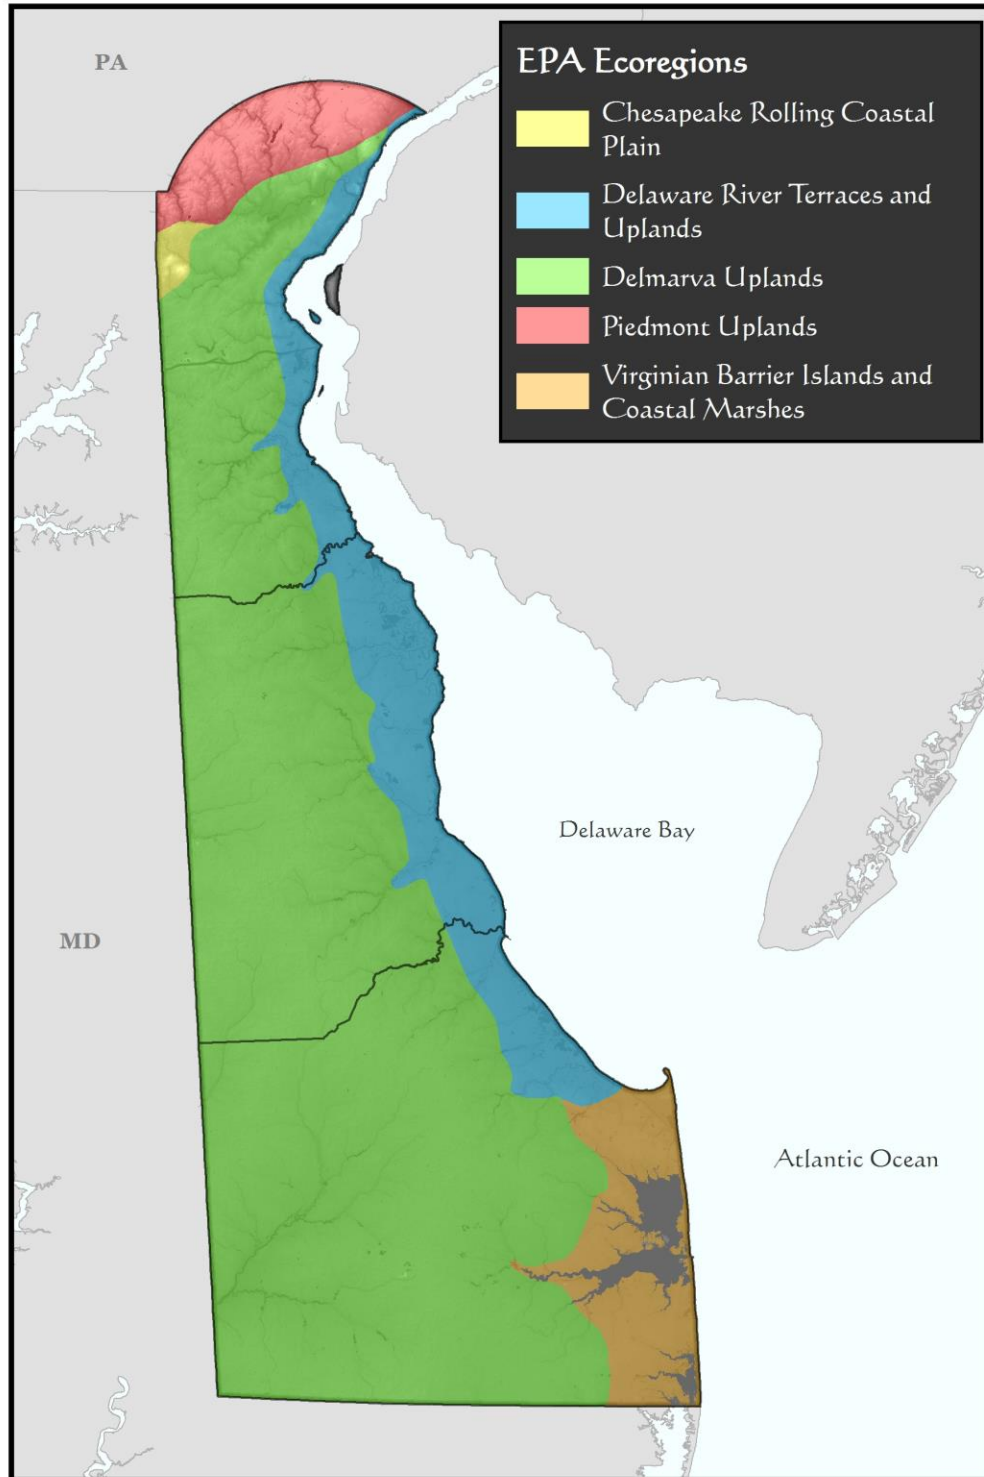 PA
EPA Ecoregions
Chesapeake Rolling Coastal
Plain
Delaware River Terraces and
Uplands
Delmarva Uplands
Piedmont Uplands
Virginian Barrier Islands and
Coastal Marshes
Delaware Bay
MD
Atlantic Ocean